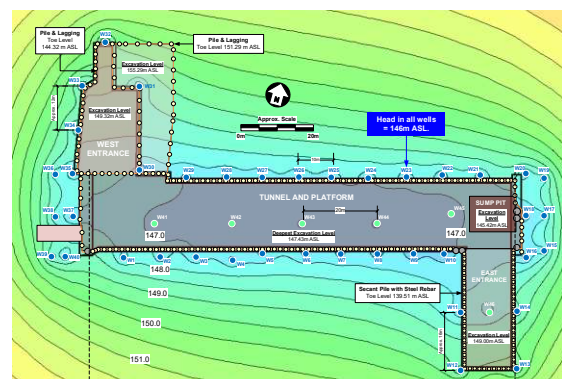 Pile & Lagging
Toe Level
144.32 m ASL
W32
Pile & Lagging
Toe Level 151.29 m ASL
Excavation Level
155.29m ASL
W33
W31
Approx. Scale
0m
20m
Excavation Level
149.32m ASL
Head in all wells
= 146m ASL.
W34
WEST
ENTRANCE
W36
W35
W30
W29
W28
W27
W26
W25
W24
W23
W22
W21
W20
W19
10m
TUNNEL AND PLATFORM
SUMP PIT
Excavation
Level
145.42m ASL
W38
W37
W41
W42
W43
W44
W45
W18
W17
20m
147.0
Deepest Excavation Level
147.43m ASL
147.0
W39
W40
W1
W2
W3
W4
W5
W6
W7
W8
W9
W10
W16
W15
148.0
EAST
ENTRANCE
149.0
Secant Pile with Steel Rebar
Toe Level 139.51 m ASL
W11
W14
150.0
Excavation Level
149.00m ASL
151.0
W12
W13